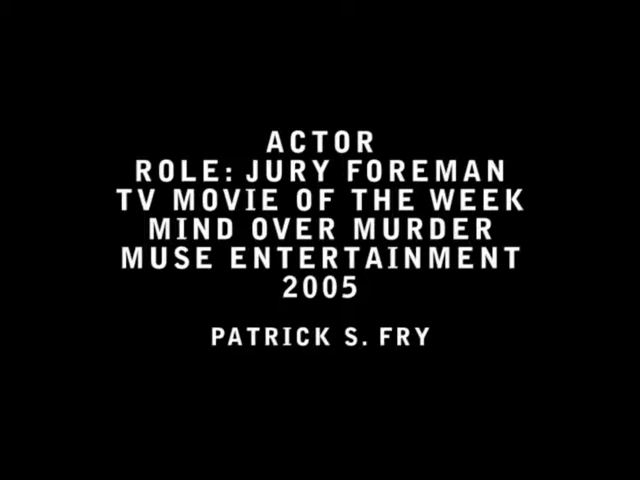 ACTOR
ROLE: JURY FOREMAN
TV MOVIE OF THE WEEK
MIND OVER MURDER
MUSE ENTERTAINMENT
2005
PATRICK S. FRY